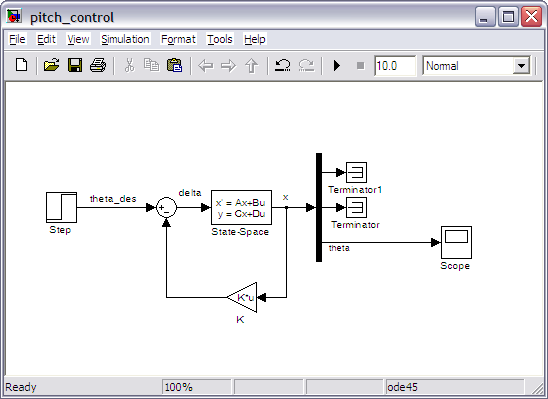 pitch_control
File Edit View Simulation Format Tools Help
10.0 Normal
theta_des
Step
+
−
delta
x' = Ax+Bu
y = Cx+Du
State-Space
x
Terminator1
Terminator
theta
Scope
K*u
K
Ready 100% ode45